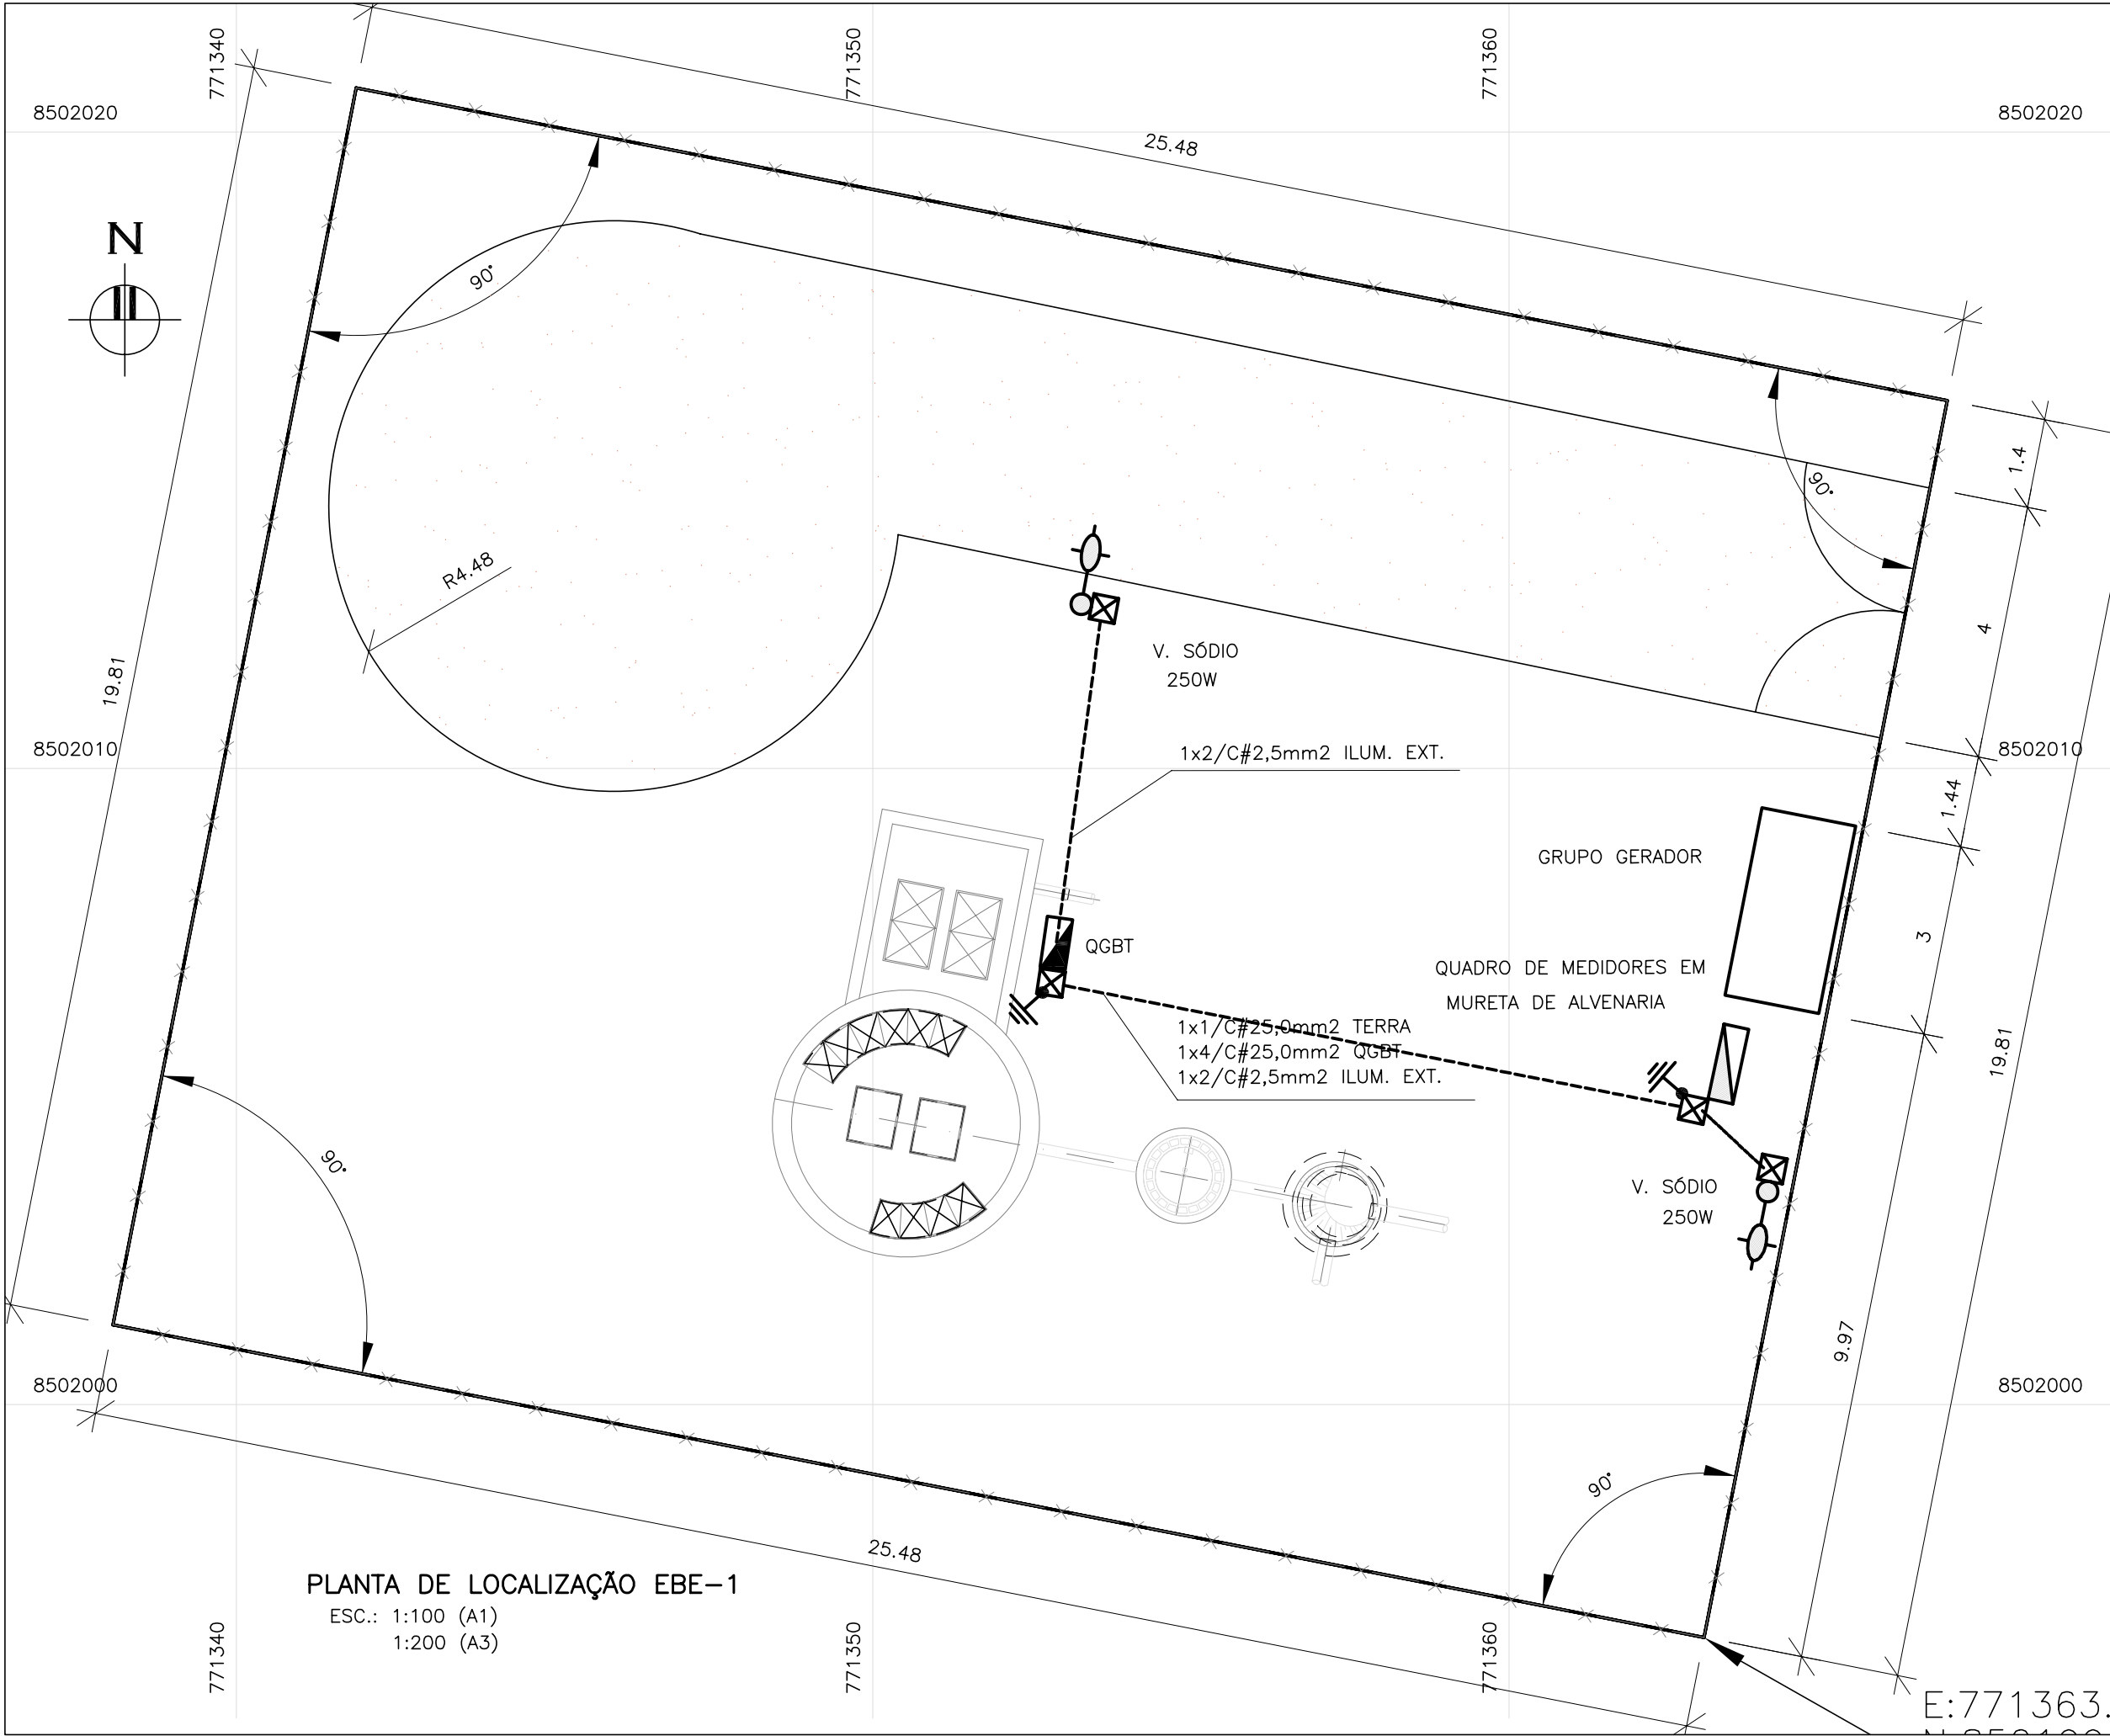 771340
771350
771360
8502020
8502020
25.48
N
90°
90°
1.4
R4.48
4
19.81
V. SÓDIO
250W
8502010
1x2/C#2,5mm2 ILUM. EXT.
8502010
1.44
GRUPO GERADOR
QGBT
3
QUADRO DE MEDIDORES EM
MURETA DE ALVENARIA
1x1/C#25,0mm2 TERRA
1x4/C#25,0mm2 QGBT
1x2/C#2,5mm2 ILUM. EXT.
19.81
90°
V. SÓDIO
250W
9.97
8502000
8502000
90°
25.48
PLANTA DE LOCALIZAÇÃO EBE-1
ESC.: 1:100 (A1)
1:200 (A3)
771340
771350
771360
E:771363.